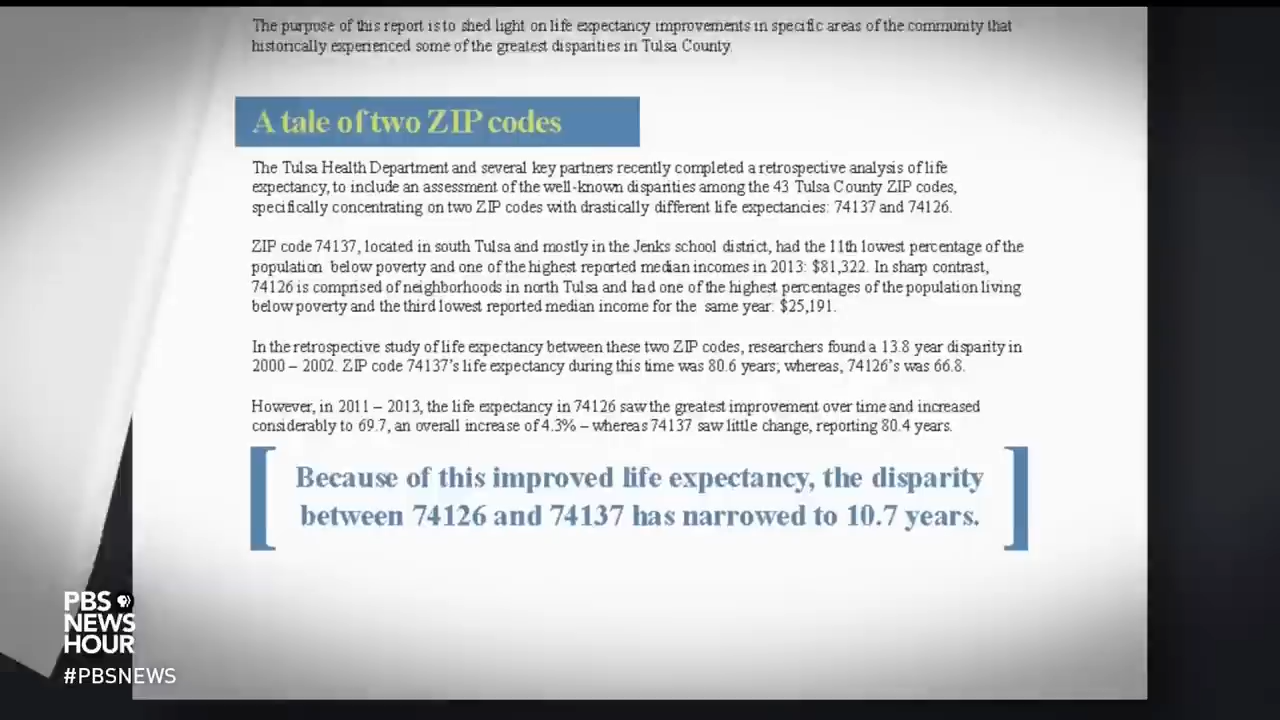 The purpose of this report is to shed light on life expectancy improvements in specific areas of the community that
historically experienced some of the greatest disparities in Tulsa County.
A tale of two ZIP codes
The Tulsa Health Department and several key partners recently completed a retrospective analysis of life
expectancy, to include an assessment of the well-known disparities among the 43 Tulsa County ZIP codes,
specifically concentrating on two ZIP codes with drastically different life expectancies: 74137 and 74126.
ZIP code 74137, located in south Tulsa and mostly in the Jenks school district, had the 11th lowest percentage of the
population below poverty and one of the highest reported median incomes in 2013: $81,322. In sharp contrast,
74126 is comprised of neighborhoods in north Tulsa and had one of the highest percentages of the population living
below poverty and the third lowest reported median income for the same year: $25,191.
In the retrospective study of life expectancy between these two ZIP codes, researchers found a 13.8 year disparity in
2000 – 2002. ZIP code 74137's life expectancy during this time was 80.6 years; whereas, 74126's was 66.8.
However, in 2011 – 2013, the life expectancy in 74126 saw the greatest improvement over time and increased
considerably to 69.7, an overall increase of 4.3% – whereas 74137 saw little change, reporting 80.4 years.
Because of this improved life expectancy, the disparity
between 74126 and 74137 has narrowed to 10.7 years.
PBS
NEWS
HOUR
#PBSNEWS